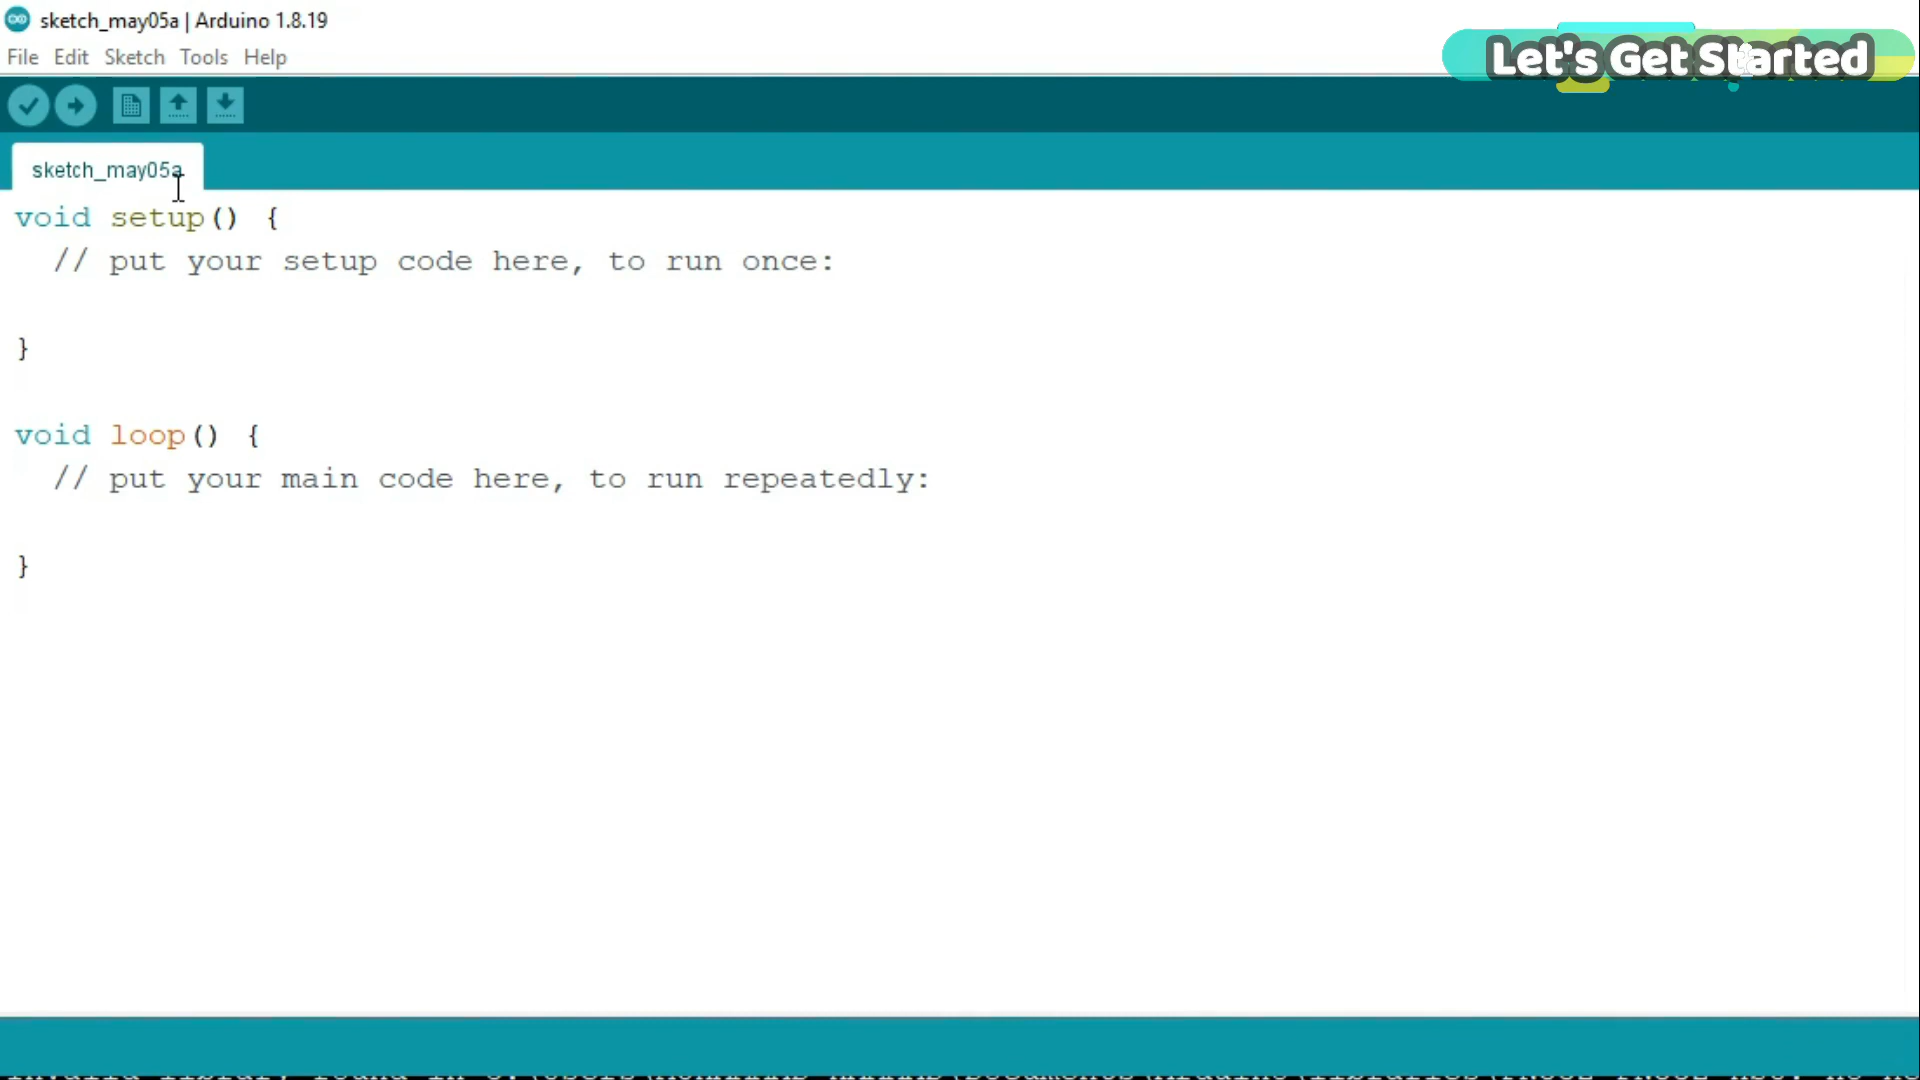 sketch_may05a | Arduino 1.8.19
Let's Get Started
File Edit Sketch Tools Help
sketch_may05a
void setup() {
// put your setup code here, to run once:
}
void loop() {
// put your main code here, to run repeatedly:
}